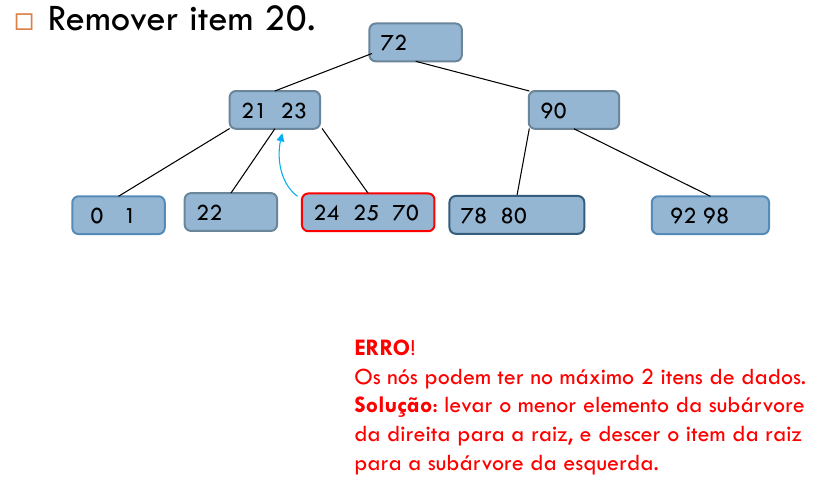 Remover item 20.
72
21 23
90
0 1
22
24 25 70
78 80
92 98
ERRO!
Os nós podem ter no máximo 2 itens de dados.
Solução: levar o menor elemento da subárvore
da direita para a raiz, e descer o item da raiz
para a subárvore da esquerda.